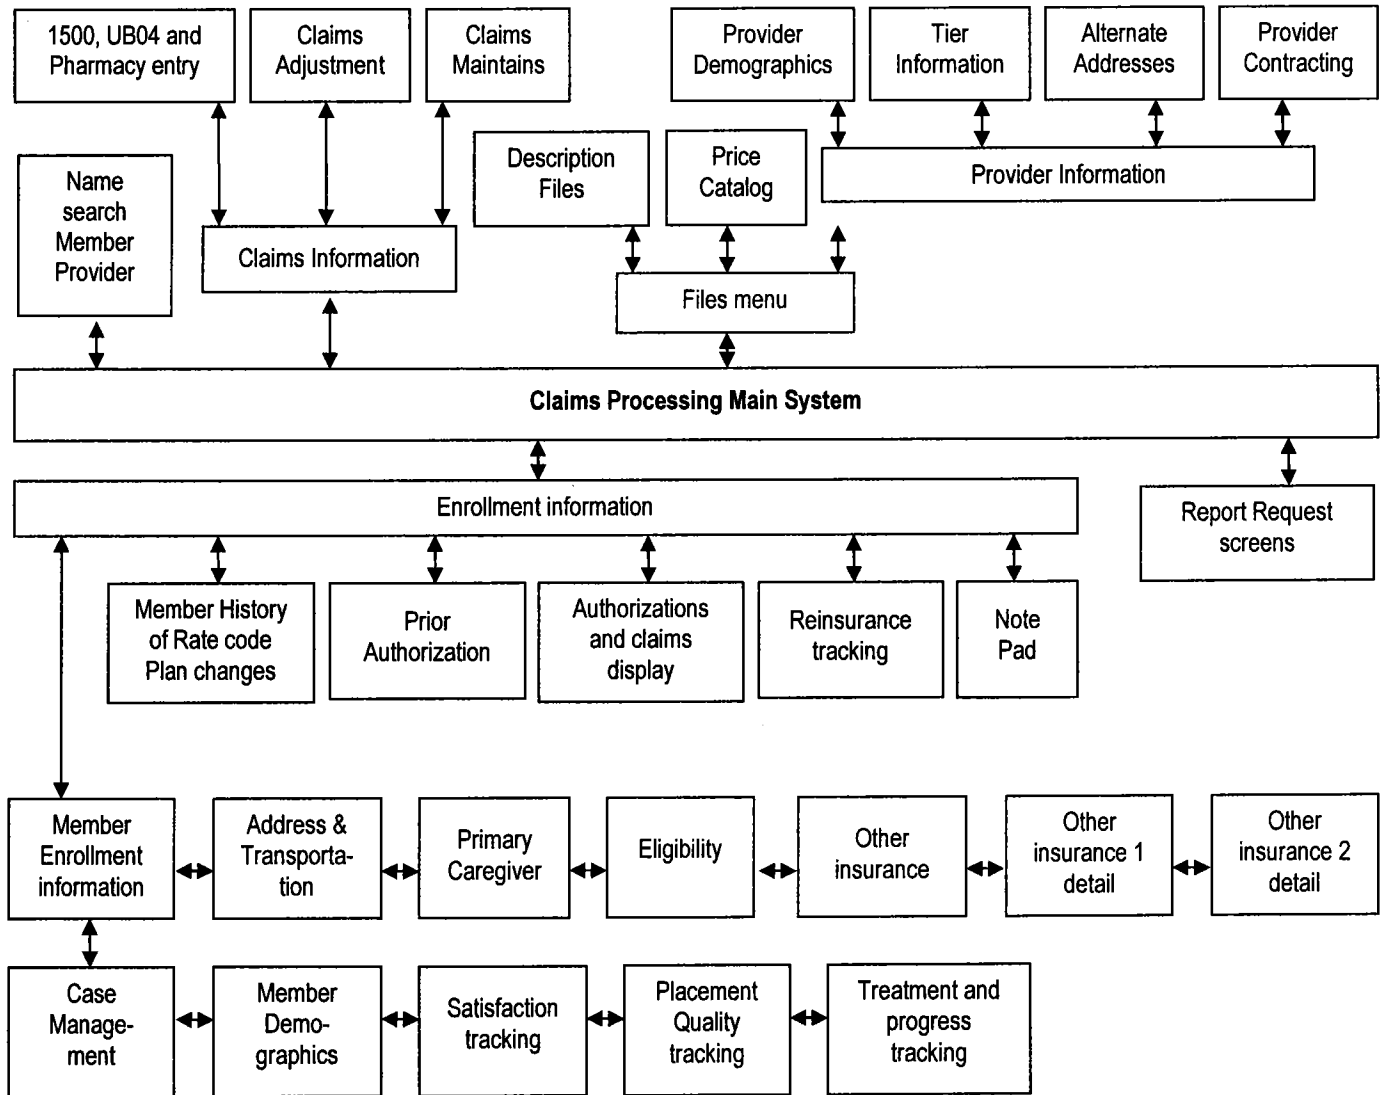 1500, UB04 and
Pharmacy entry
Claims
Adjustment
Claims
Maintains
Provider
Demographics
Tier
Information
Alternate
Addresses
Provider
Contracting
Name
search
Member
Provider
Description
Files
Price
Catalog
Provider Information
Claims Information
Files menu
Claims Processing Main System
Enrollment information
Report Request
screens
Member History
of Rate code
Plan changes
Prior
Authorization
Authorizations
and claims
display
Reinsurance
tracking
Note
Pad
Member
Enrollment
information
Address &
Transporta-
tion
Primary
Caregiver
Eligibility
Other
insurance
Other
insurance 1
detail
Other
insurance 2
detail
Case
Manage-
ment
Member
Demo-
graphics
Satisfaction
tracking
Placement
Quality
tracking
Treatment and
progress
tracking